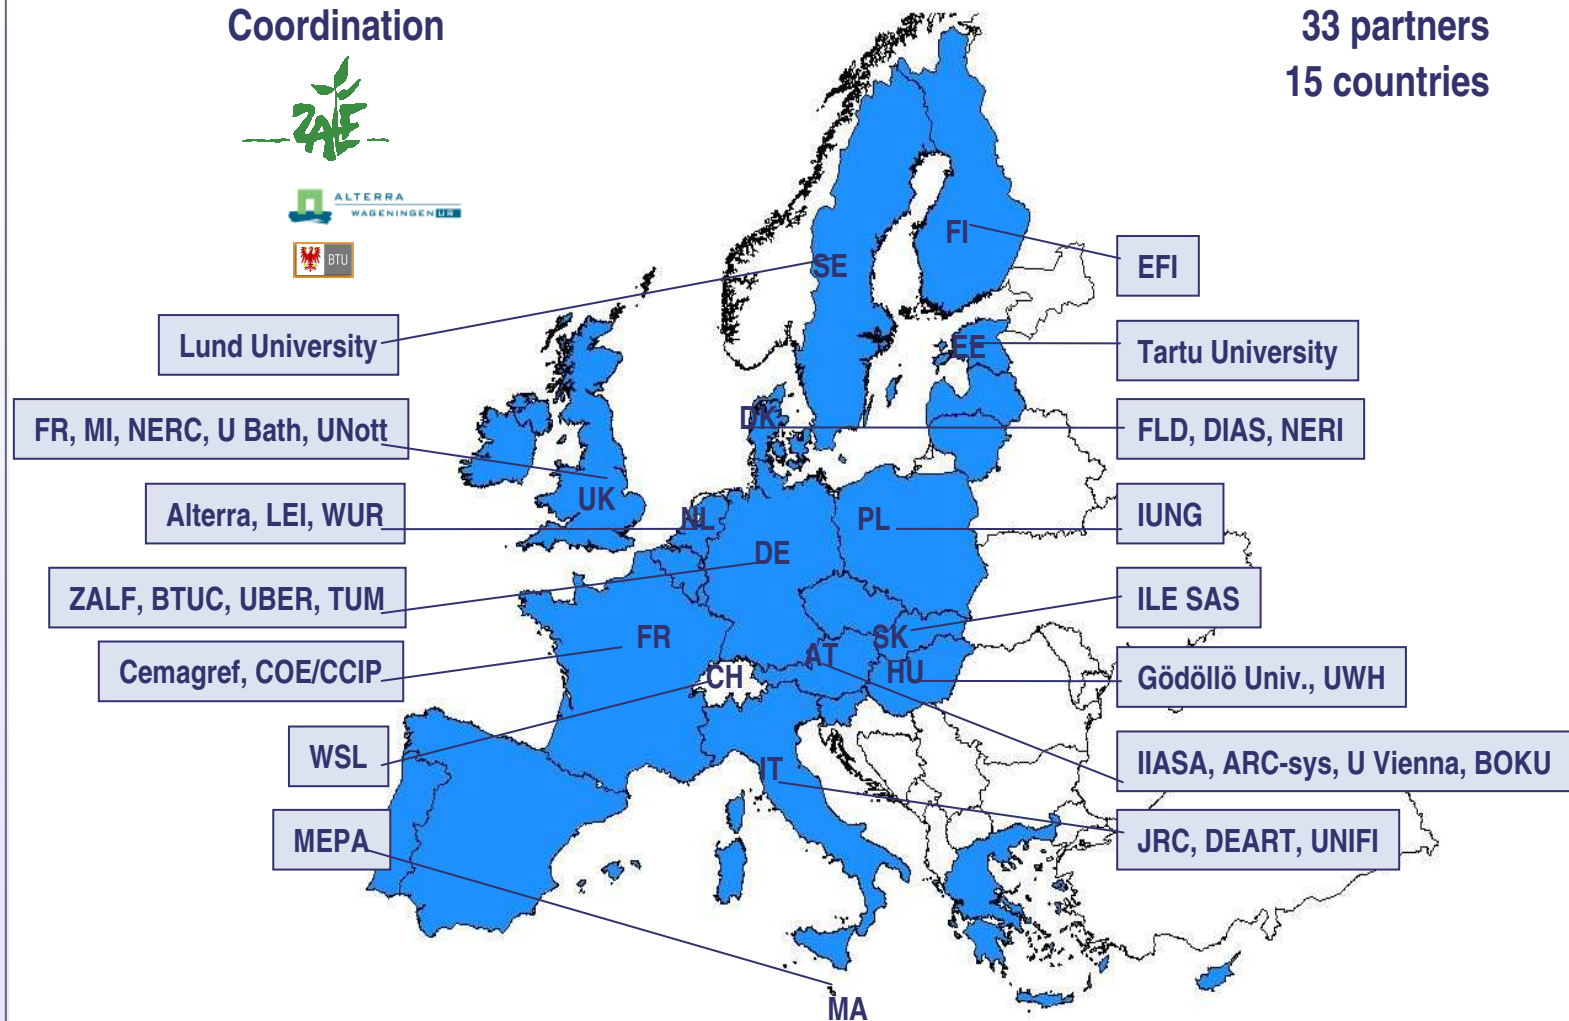 Coordination
33 partners
15 countries
ZALF
ALTERRA
WAGENINGEN UR
BTU
FI
SE
EFI
Lund University
EE
Tartu University
DK
FR, MI, NERC, U Bath, UNott
FLD, DIAS, NERI
UK
Alterra, LEI, WUR
NL
PL
IUNG
DE
ZALF, BTUC, UBER, TUM
ILE SAS
FR
SK
AT
Cemagref, COE/CCIP
CH
HU
Gödöllö Univ., UWH
WSL
IT
IIASA, ARC-sys, U Vienna, BOKU
MEPA
JRC, DEART, UNIFI
MA